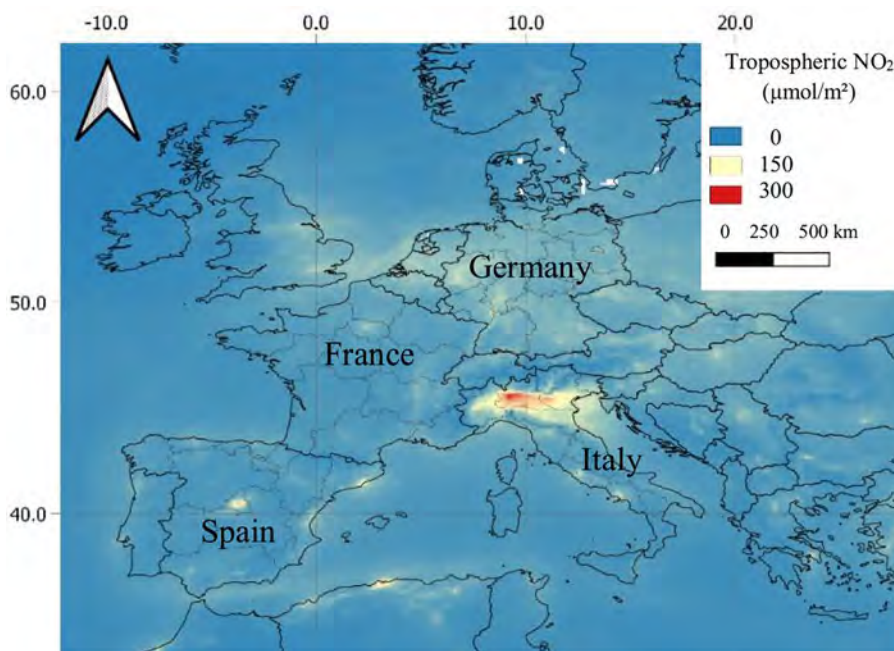 -10.0 0.0 10.0 20.0
Tropospheric NO₂
(μmol/m²)
0
150
300
0 250 500 km
60.0
50.0
40.0
Germany
France
Italy
Spain